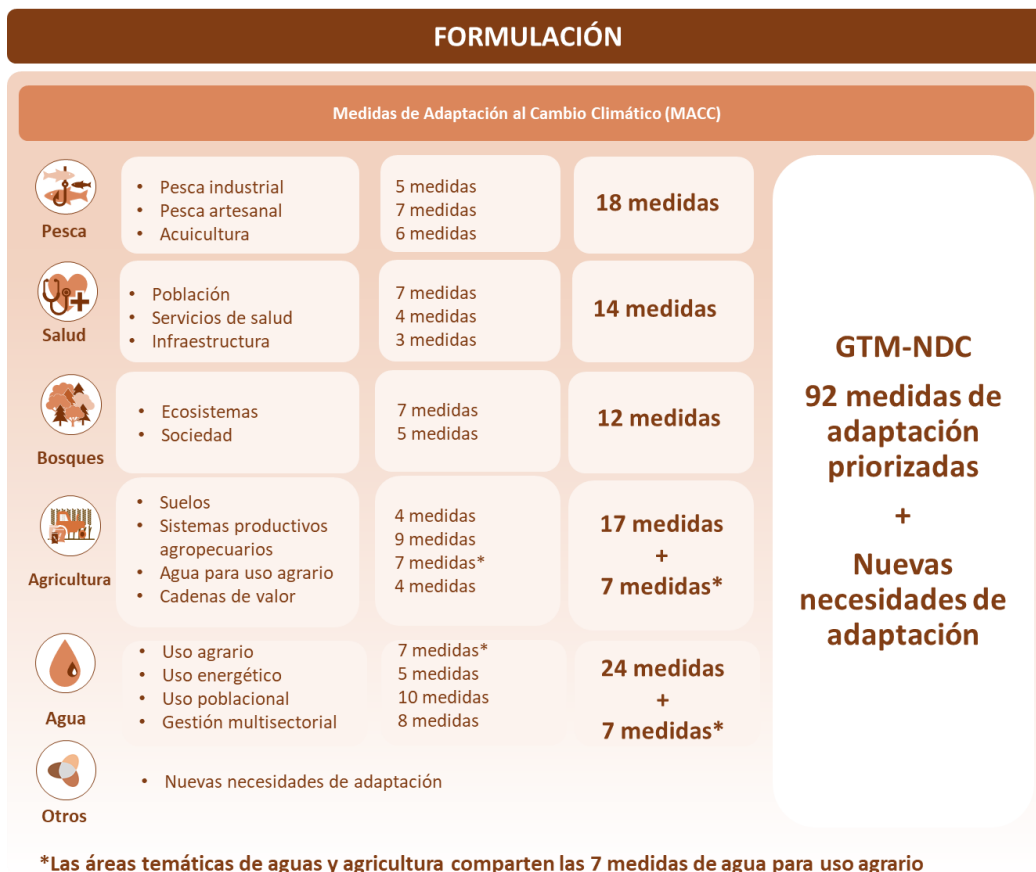 FORMULACIÓN
Medidas de Adaptación al Cambio Climático (MACC)
Pesca
• Pesca industrial
• Pesca artesanal
• Acuicultura
5 medidas
7 medidas
6 medidas
18 medidas
Salud
• Población
• Servicios de salud
• Infraestructura
7 medidas
4 medidas
3 medidas
14 medidas
Bosques
• Ecosistemas
• Sociedad
7 medidas
5 medidas
12 medidas
Agricultura
• Suelos
• Sistemas productivos
agropecuarios
• Agua para uso agrario
• Cadenas de valor
4 medidas
9 medidas
7 medidas*
4 medidas
17 medidas
+
7 medidas*
Agua
• Uso agrario
• Uso energético
• Uso poblacional
• Gestión multisectorial
7 medidas*
5 medidas
10 medidas
8 medidas
24 medidas
+
7 medidas*
Otros
• Nuevas necesidades de adaptación
GTM-NDC
92 medidas de
adaptación
priorizadas
+
Nuevas
necesidades de
adaptación
*Las áreas temáticas de aguas y agricultura comparten las 7 medidas de agua para uso agrario